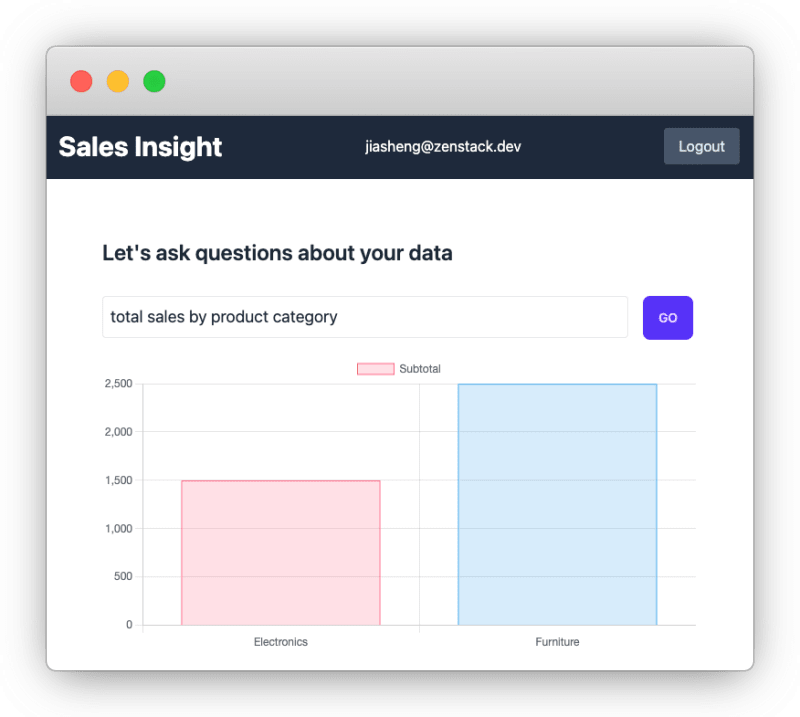 Sales Insight
jiasheng@zenstack.dev
Logout
Let's ask questions about your data
total sales by product category
GO
Subtotal
2,500
2,000
1,500
1,000
500
0
Electronics
Furniture